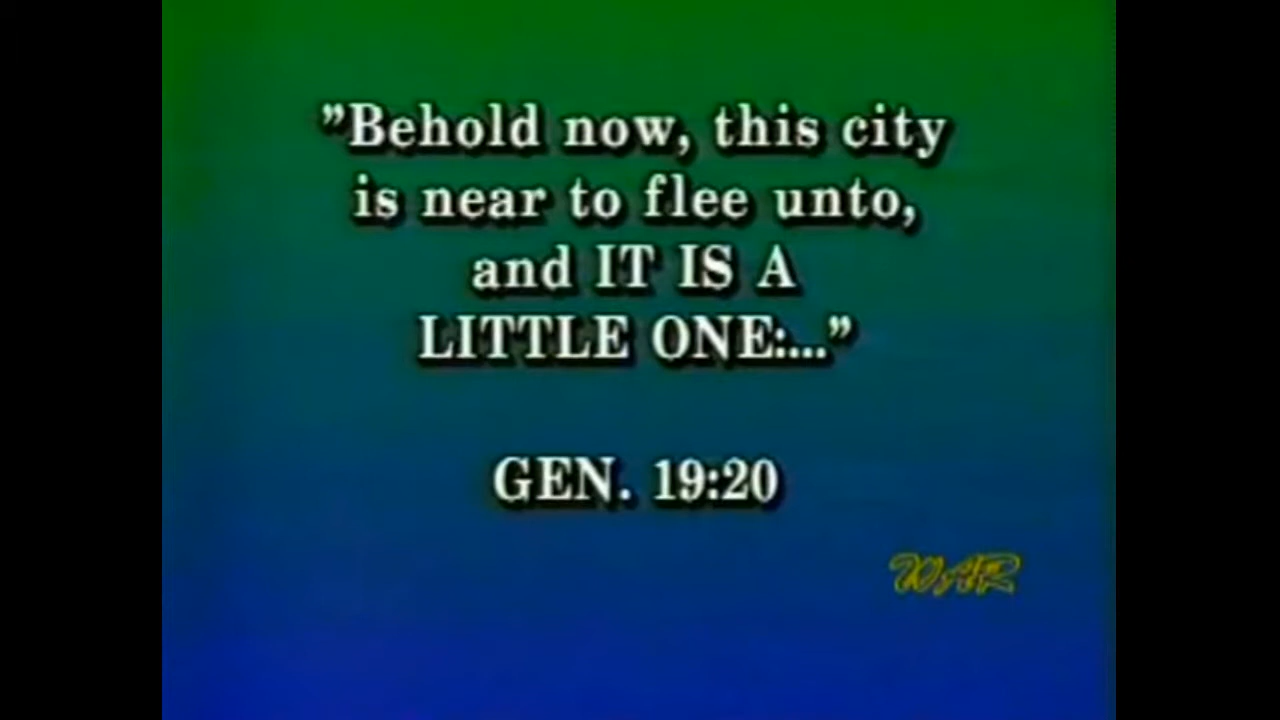 ”Behold now, this city
is near to flee unto,
and IT IS A
LITTLE ONE:...”
GEN. 19:20
WAR